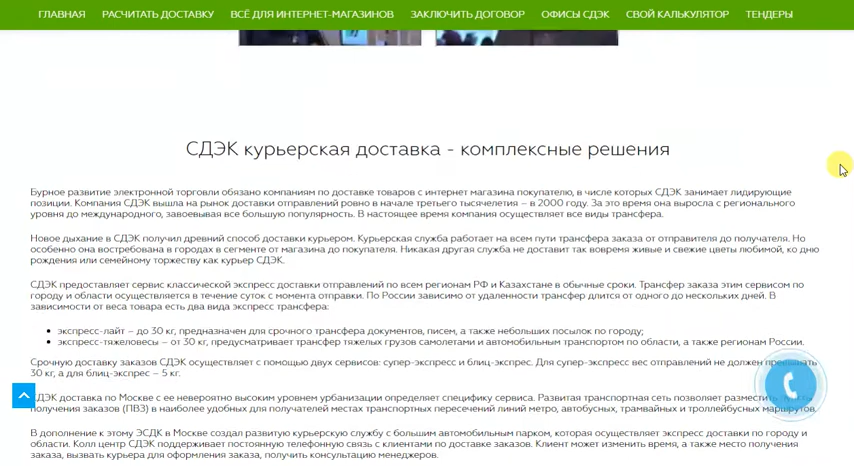 ГЛАВНАЯ РАСЧИТАТЬ ДОСТАВКУ ВСЁ ДЛЯ ИНТЕРНЕТ-МАГАЗИНОВ ЗАКЛЮЧИТЬ ДОГОВОР ОФИСЫ СДЭК СВОЙ КАЛЬКУЛЯТОР ТЕНДЕРЫ
СДЭК курьерская доставка - комплексные решения
Бурное развитие электронной торговли обязано компаниям по доставке товаров с интернет магазина покупателю, в числе которых СДЭК занимает лидирующие
позиции. Компания СДЭК вышла на рынок доставки отправлений ровно в начале третьего тысячелетия – в 2000 году. За это время она выросла с регионального
уровня до международного, завоевывая все большую популярность. В настоящее время компания осуществляет все виды трансфера.
Новое дыхание в СДЭК получил древний способ доставки курьером. Курьерская служба работает на всем пути трансфера заказа от отправителя до получателя. Но
особенно она востребована в городах в сегменте от магазина до покупателя. Никакая другая служба не доставит так вовремя живые и свежие цветы любимой, ко дню
рождения или семейному торжеству как курьер СДЭК.
СДЭК предоставляет сервис классической экспресс доставки отправлений по всем регионам РФ и Казахстане в обычные сроки. Трансфер заказа этим сервисом по
городу и области осуществляется в течение суток с момента отправки. По России зависимо от удаленности трансфер длится от одного до нескольких дней. В
зависимости от веса товара есть два вида экспресс трансфера:
• экспресс-лайт – до 30 кг, предназначен для срочного трансфера документов, писем, а также небольших посылок по городу;
• экспресс-тяжеловесы – от 30 кг, предусматривает трансфер тяжелых грузов самолетами и автомобильным транспортом по области, а также регионам России.
Срочную доставку заказов СДЭК осуществляет с помощью двух сервисов: супер-экспресс и блиц-экспрес. Для супер-экспресс вес отправлений не должен превышать
30 кг, а для блиц-экспрес – 5 кг.
СДЭК доставка по Москве с ее невероятно высоким уровнем урбанизации определяет специфику сервиса. Развитая транспортная сеть позволяет разместить пункты
получения заказов (ПВЗ) в наиболее удобных для получателей местах транспортных пересечений линий метро, автобусных, трамвайных и троллейбусных маршрутов.
В дополнение к этому ЭСДК в Москве создал развитую курьерскую службу с большим автомобильным парком, которая осуществляет экспресс доставки по городу и
области. Колл центр СДЭК поддерживает постоянную телефонную связь с клиентами по доставке заказов. Клиент может изменить время, а также место получения
заказа, вызвать курьера для оформления заказа, получить консультацию менеджеров.